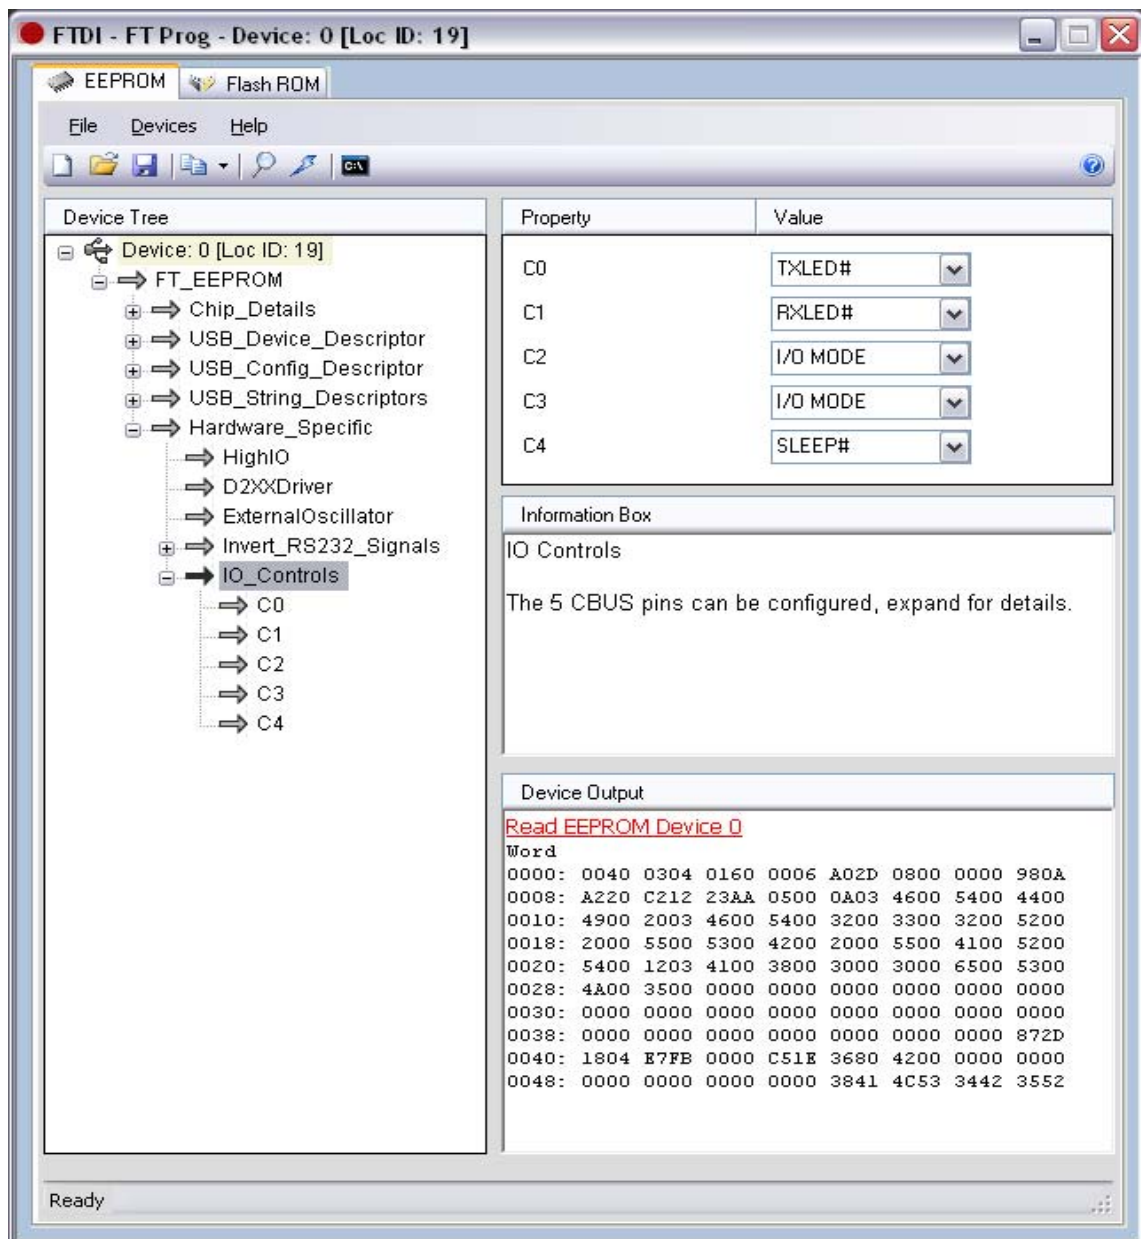 FTDI - FT Prog - Device: 0 [Loc ID: 19]
EEPROM Flash ROM
File Devices Help
C:\
Device Tree
Device: 0 [Loc ID: 19]
FT_EEPROM
Chip_Details
USB_Device_Descriptor
USB_Config_Descriptor
USB_String_Descriptors
Hardware_Specific
HighIO
D2XXDriver
ExternalOscillator
Invert_RS232_Signals
IO_Controls
C0
C1
C2
C3
C4
Property Value
C0 TXLED#
C1 RXLED#
C2 I/O MODE
C3 I/O MODE
C4 SLEEP#
Information Box
IO Controls
The 5 CBUS pins can be configured, expand for details.
Device Output
Read EEPROM Device 0
Word
0000: 0040 0304 0160 0006 A02D 0800 0000 980A
0008: A220 C212 23AA 0500 0A03 4600 5400 4400
0010: 4900 2003 4600 5400 3200 3300 3200 5200
0018: 2000 5500 5300 4200 2000 5500 4100 5200
0020: 5400 1203 4100 3800 3000 3000 6500 5300
0028: 4A00 3500 0000 0000 0000 0000 0000 0000
0030: 0000 0000 0000 0000 0000 0000 0000 0000
0038: 0000 0000 0000 0000 0000 0000 0000 872D
0040: 1804 E7FB 0000 C51E 3680 4200 0000 0000
0048: 0000 0000 0000 0000 3841 4C53 3442 3552
Ready